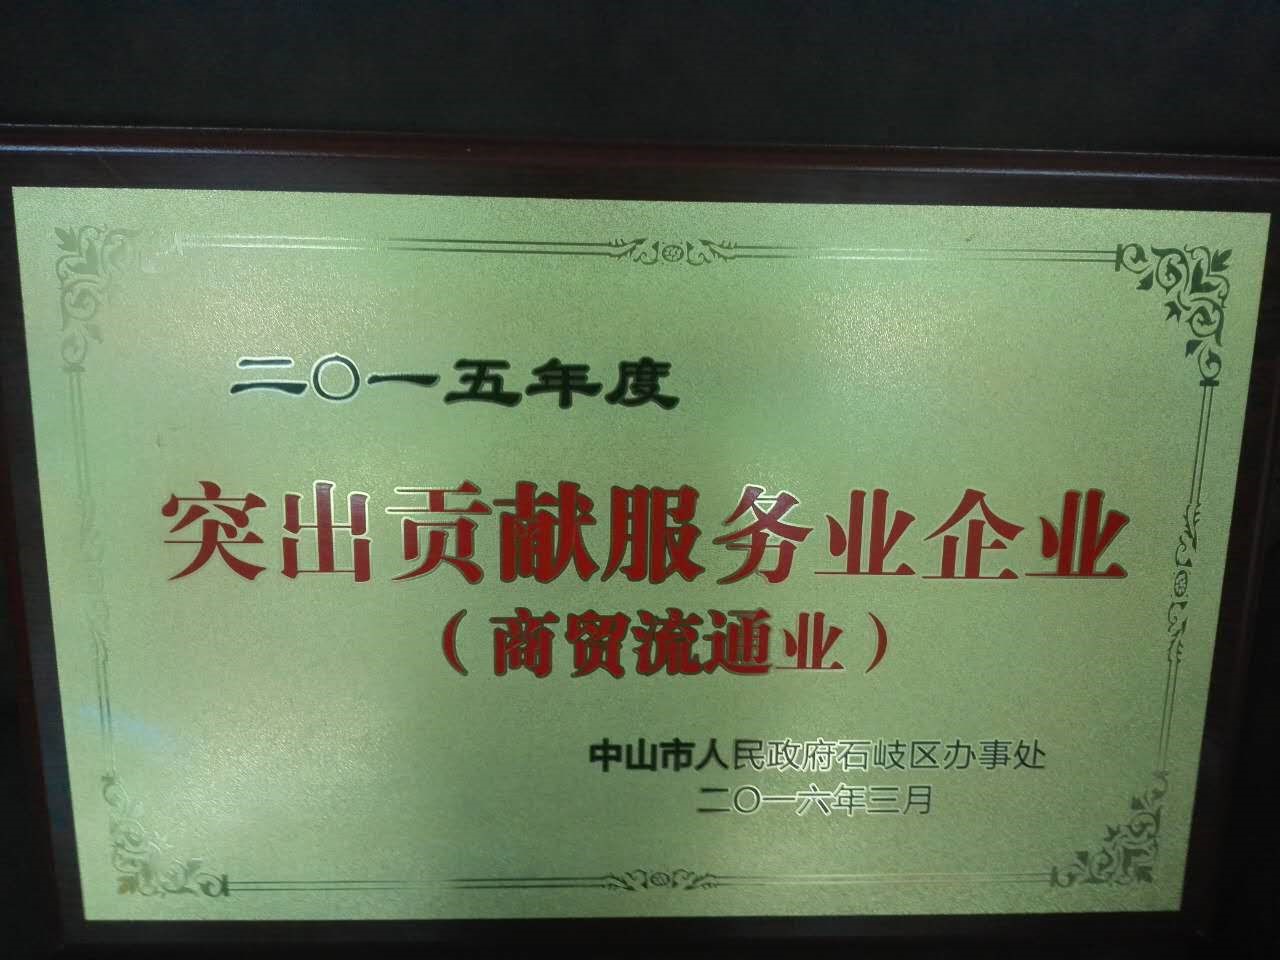 二〇一五年度
突出贡献服务业企业
（商贸流通业）
中山市人民政府石岐区办事处
二〇一六年三月